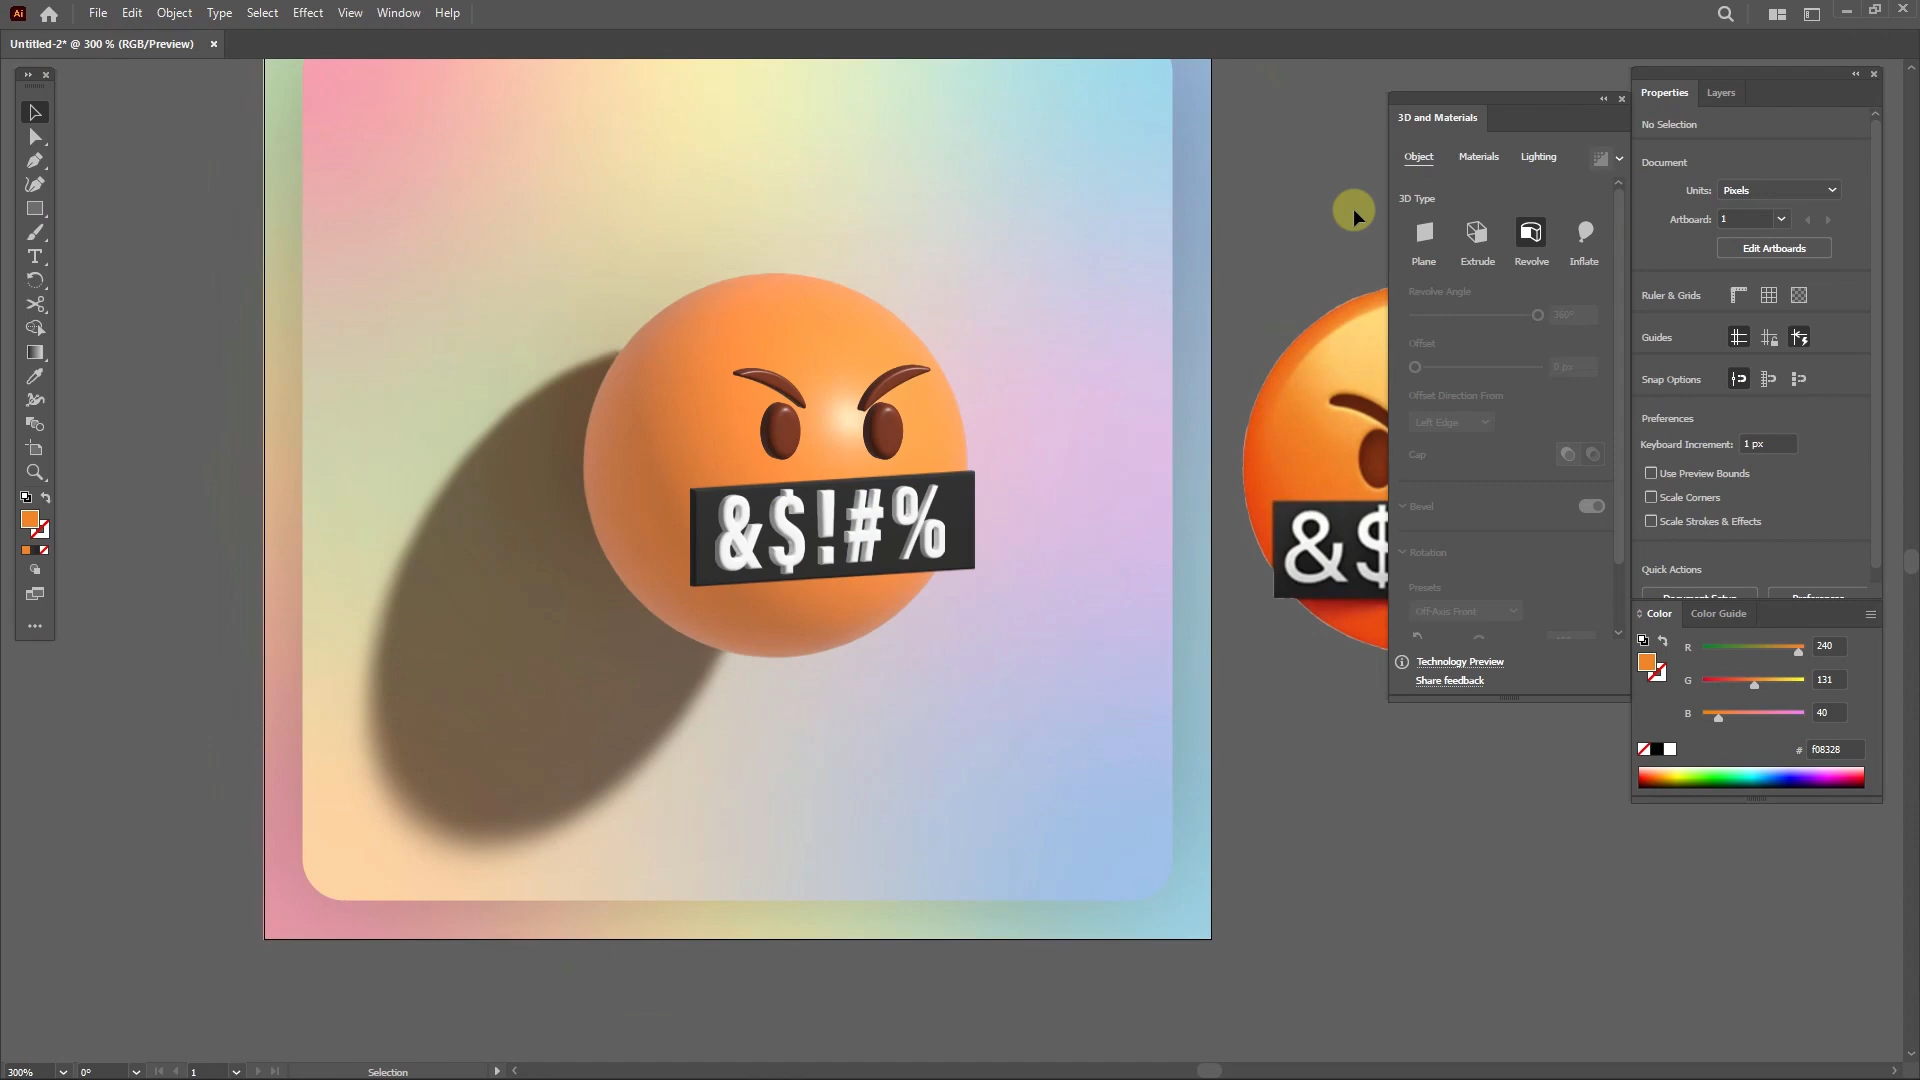 Ai File Edit Object Type Select Effect View Window Help
Untitled-2* @ 300 % (RGB/Preview)
3D and Materials
Object Materials Lighting
3D Type
Plane Extrude Revolve Inflate
Revolve Angle
360°
Offset
0 px
Offset Direction From
Left Edge
Cap
Bevel
Rotation
Presets
Off-Axis Front
Technology Preview
Share feedback
Properties Layers
No Selection
Document
Units: Pixels
Artboard: 1
Edit Artboards
Ruler & Grids
Guides
Snap Options
Preferences
Keyboard Increment: 1 px
Use Preview Bounds
Scale Corners
Scale Strokes & Effects
Quick Actions
Document Setup Preferences
Color Color Guide
R 240
G 131
B 40
# f08328
&$!#%
&$
300% 0° 1 Selection